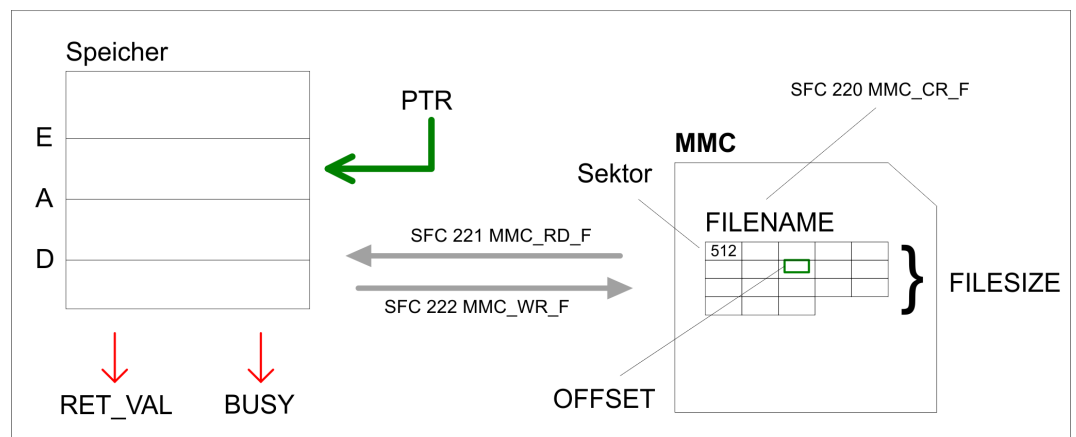 Speicher
E
A
D
PTR
SFC 221 MMC_RD_F
SFC 222 MMC_WR_F
RET_VAL
BUSY
SFC 220 MMC_CR_F
MMC
Sektor
FILENAME
512
FILESIZE
OFFSET